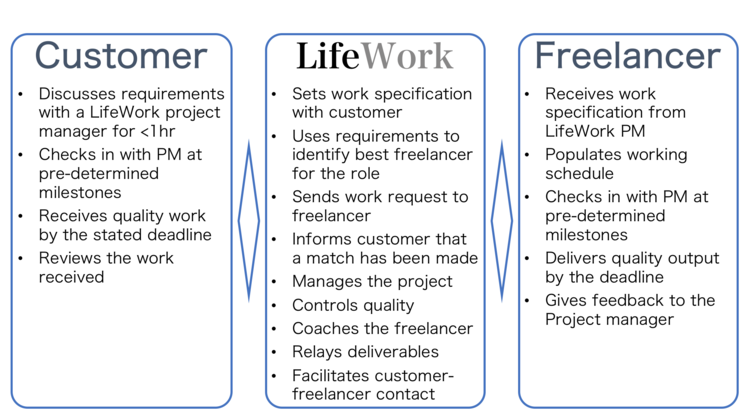 Customer
• Discusses requirements
with a LifeWork project
manager for <1hr
• Checks in with PM at
pre-determined
milestones
• Receives quality work
by the stated deadline
• Reviews the work
received
LifeWork
• Sets work specification
with customer
• Uses requirements to
identify best freelancer
for the role
• Sends work request to
freelancer
• Informs customer that
a match has been made
• Manages the project
• Controls quality
• Coaches the freelancer
• Relays deliverables
• Facilitates customer-
freelancer contact
Freelancer
• Receives work
specification from
LifeWork PM
• Populates working
schedule
• Checks in with PM at
pre-determined
milestones
• Delivers quality output
by the deadline
• Gives feedback to the
Project manager